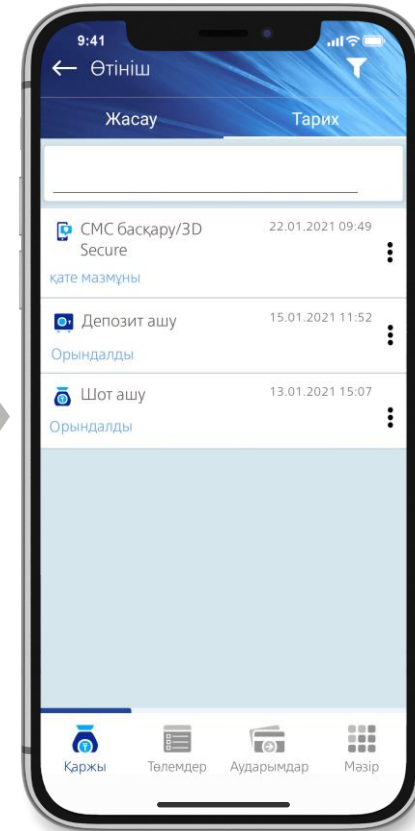 9:41
Өтініш
Жасау Тарих
СМС басқару/3D 22.01.2021 09:49
Secure
қате мазмұны
Депозит ашу 15.01.2021 11:52
Орындалды
Шот ашу 13.01.2021 15:07
Орындалды
Қаржы Төлемдер Аударымдар Мәзір